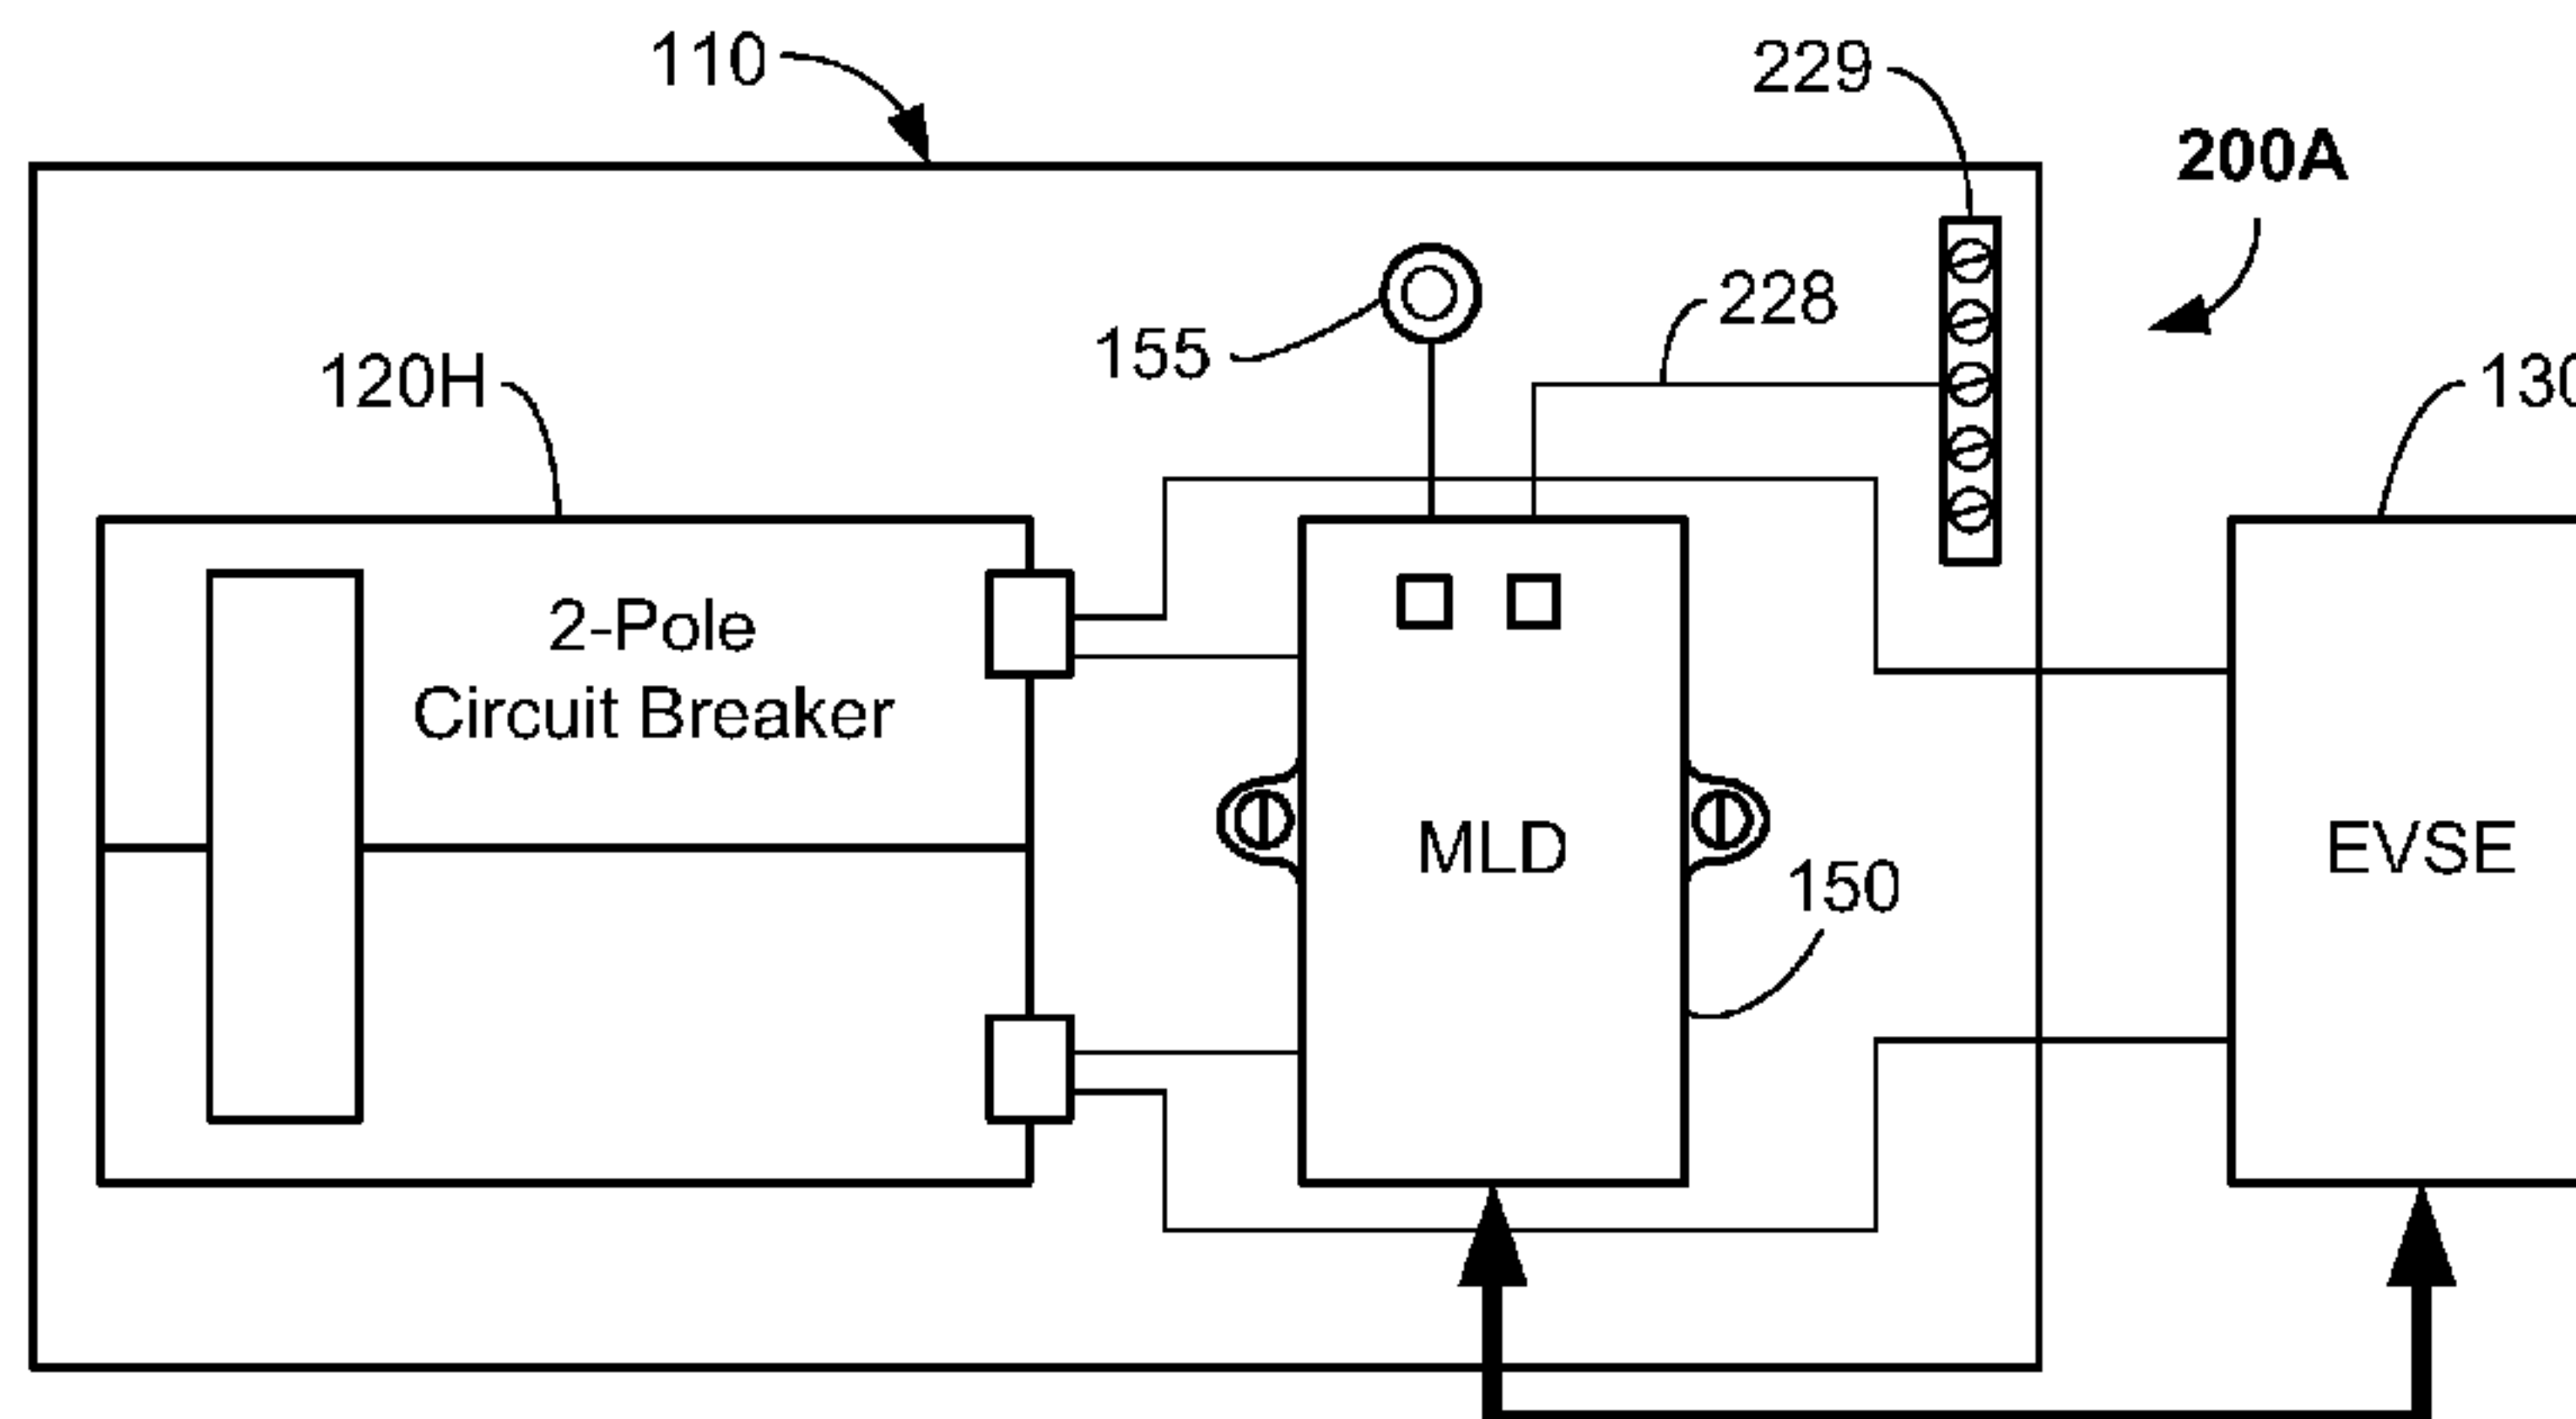 110
229
200A
228
155
120H
130
2-Pole
Circuit Breaker
MLD
EVSE
150